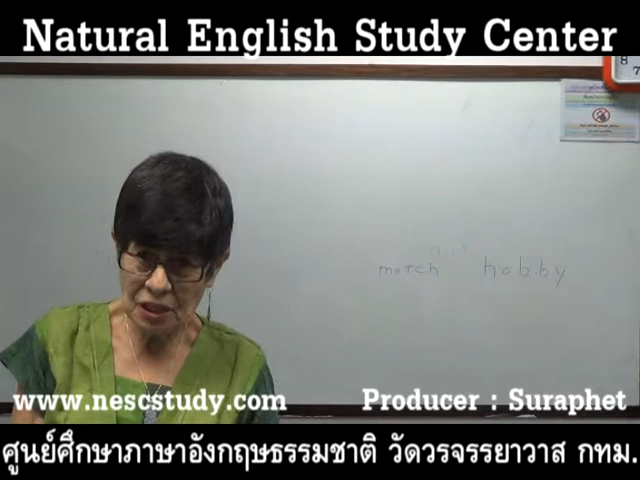 Natural English Study Center
8
7
match hobby
www.nescstudy.com Producer : Suraphet
ศูนย์ศึกษาภาษาอังกฤษธรรมชาติ วัดวรจรรยาวาส กทม.